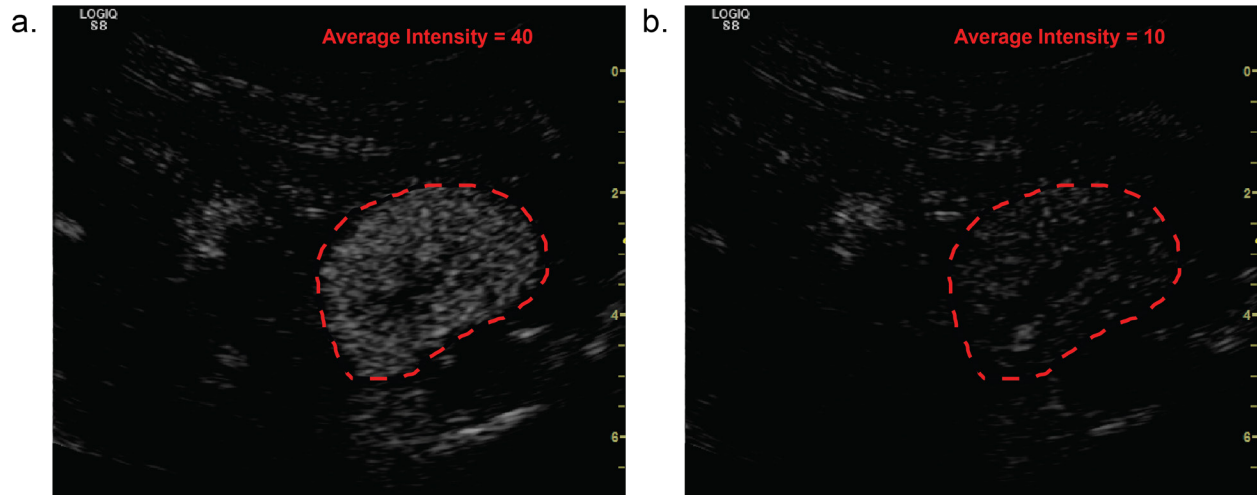 a.
LOGIQ
S8
Average Intensity = 40
0
2
4
6
b.
LOGIQ
S8
Average Intensity = 10
0
2
4
6